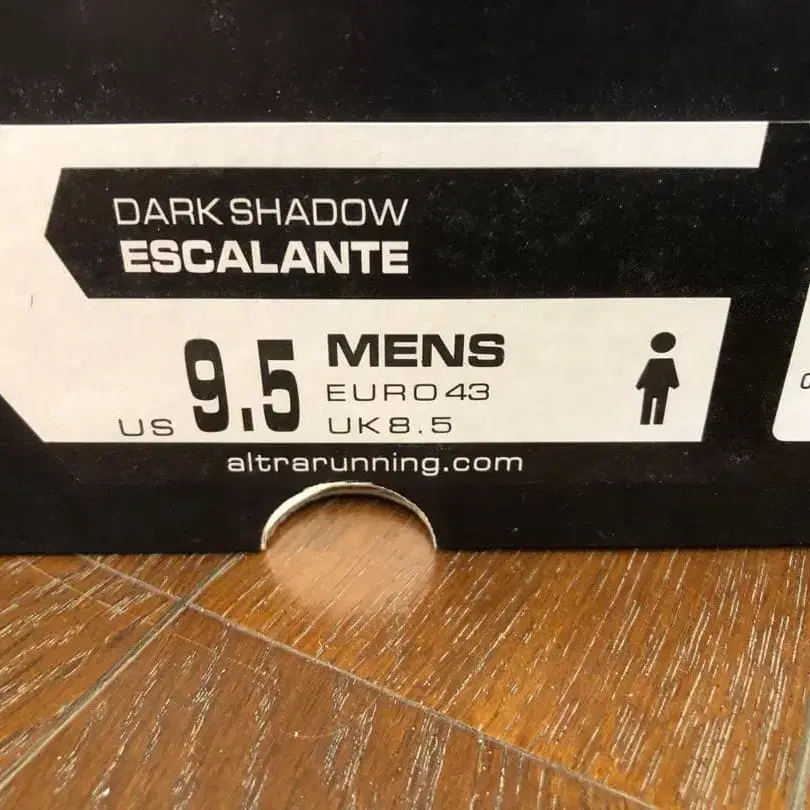 DARK SHADOW
ESCALANTE
US 9.5 MENS
EURO 43
UK 8.5
altrarunning.com